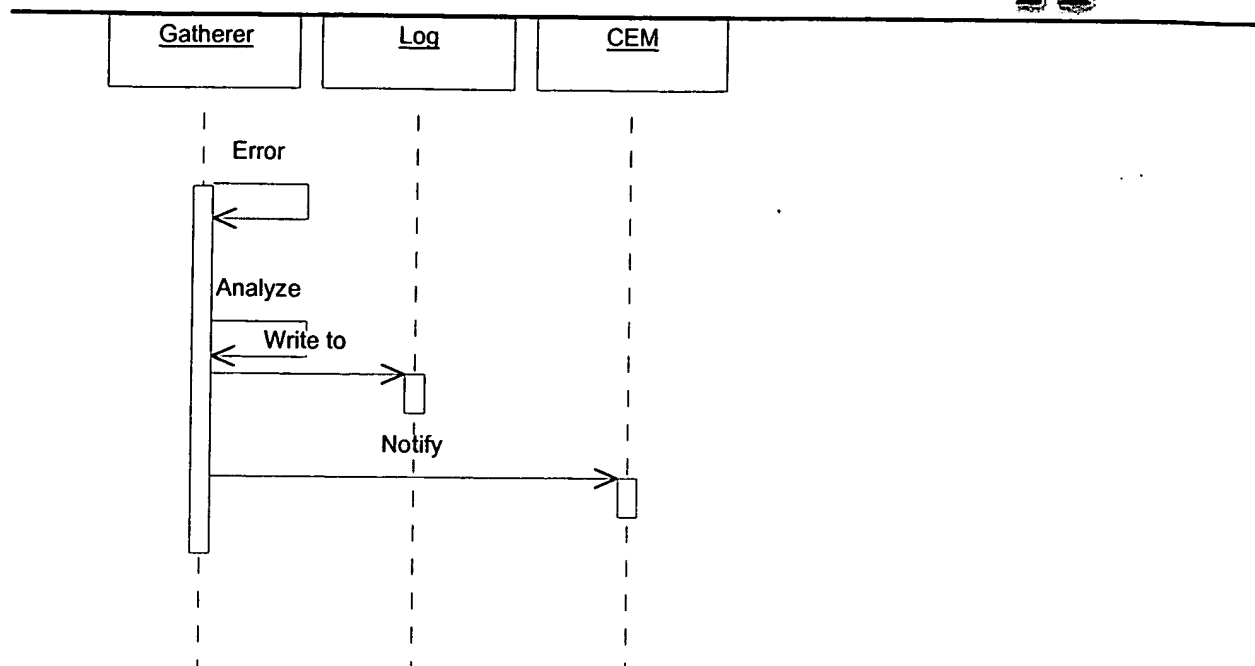 Gatherer
Log
CEM
Error
Analyze
Write to
Notify